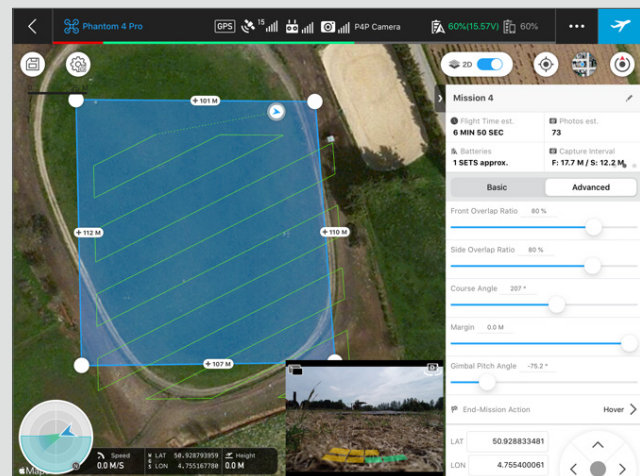 Phantom 4 Pro
GPS
15
P4P Camera
60%(15.57V)
60%
2D
Mission 4
101 M
112 M
110 M
107 M
Flight Time est.
6 MIN 50 SEC
Photos est.
73
Batteries
1 SETS approx.
Capture Interval
F: 17.7 M / S: 12.2 M
Basic
Advanced
Front Overlap Ratio 80 %
Side Overlap Ratio 80 %
Course Angle 207 °
Margin 0.0 M
Gimbal Pitch Angle -75.2 °
End-Mission Action Hover
LAT 50.928833481
LON 4.755400061
Speed
0.0 M/S
WGS
LAT 50.928793959
LON 4.755167780
Height
0.0 M